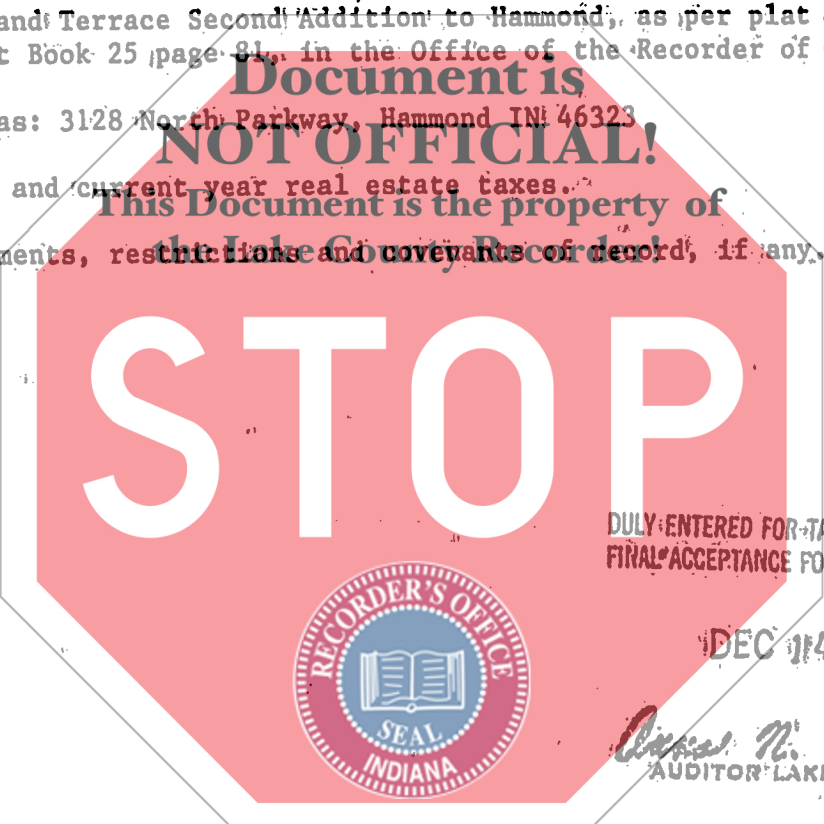 and Terrace Second Addition to Hammond, as per plat
t Book 25 page 81, in the Office of the Recorder of
Document is
as: 3128 North Parkway, Hammond IN 46323
NOT OFFICIAL!
and current year real estate taxes.
This Document is the property of
ments, restrictions and covenants of record, if any.
the Lake County Recorder!
STOP
DULY ENTERED FOR TA
FINAL ACCEPTANCE FO
RECORDER'S OFFICE
DEC 14
SEAL
INDIANA
N.
AUDITOR LAKE